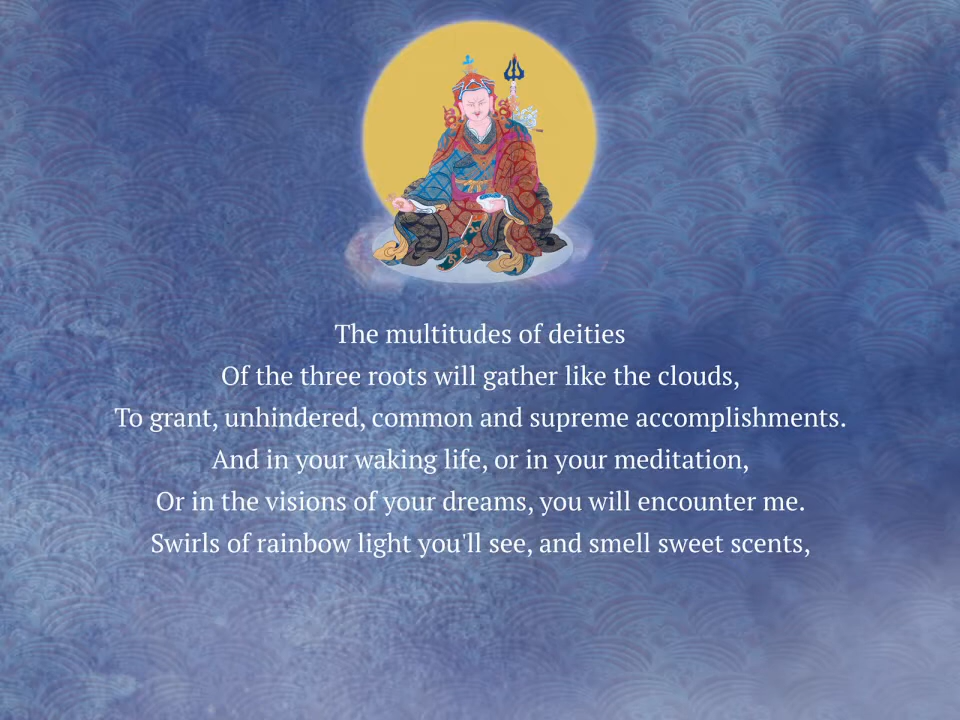 The multitudes of deities
Of the three roots will gather like the clouds,
To grant, unhindered, common and supreme accomplishments.
And in your waking life, or in your meditation,
Or in the visions of your dreams, you will encounter me.
Swirls of rainbow light you'll see, and smell sweet scents,